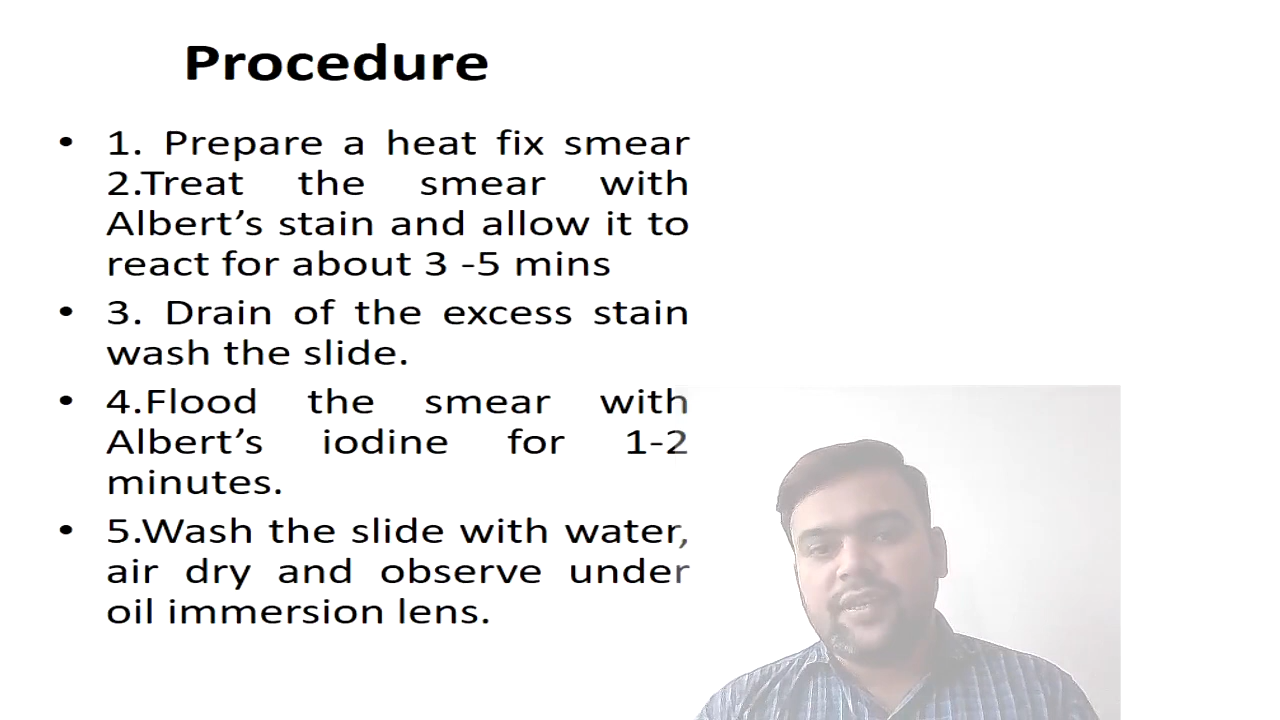 Procedure
• 1. Prepare a heat fix smear
2.Treat the smear with
Albert’s stain and allow it to
react for about 3 -5 mins
• 3. Drain of the excess stain
wash the slide.
• 4.Flood the smear with
Albert’s iodine for 1-2
minutes.
• 5.Wash the slide with water,
air dry and observe under
oil immersion lens.